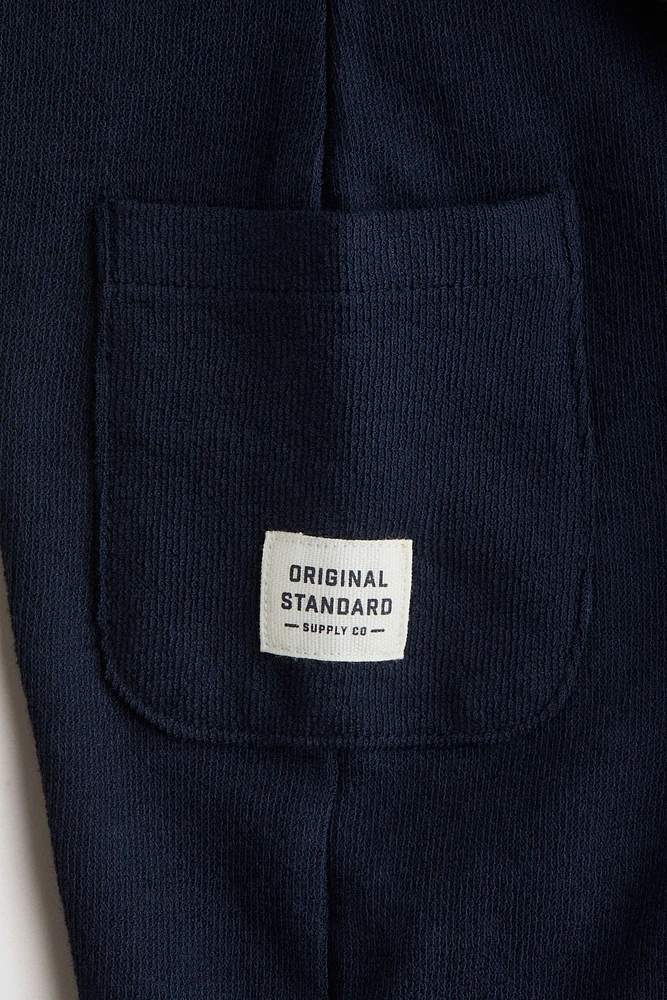 ORIGINAL
STANDARD
— SUPPLY CO —